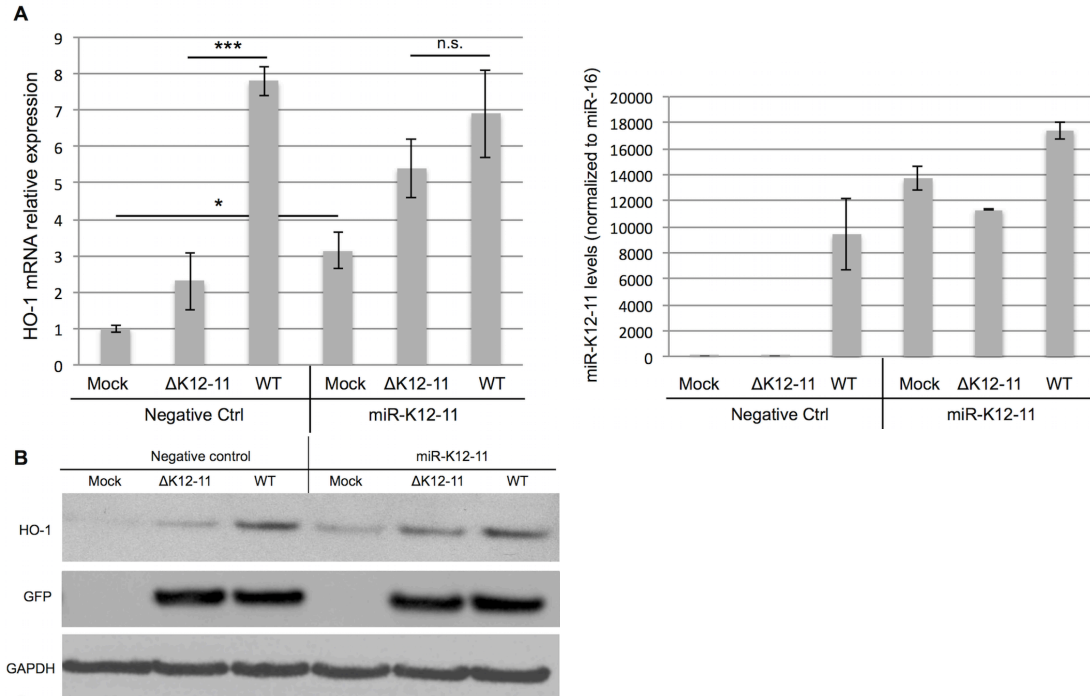 A
HO-1 mRNA relative expression
9
8
7
6
5
4
3
2
1
0
***
*
n.s.
Mock ΔK12-11 WT Mock ΔK12-11 WT
Negative Ctrl miR-K12-11
miR-K12-11 levels (normalized to miR-16)
20000
18000
16000
14000
12000
10000
8000
6000
4000
2000
0
Mock ΔK12-11 WT Mock ΔK12-11 WT
Negative Ctrl miR-K12-11
B
Negative control miR-K12-11
Mock ΔK12-11 WT Mock ΔK12-11 WT
HO-1
GFP
GAPDH